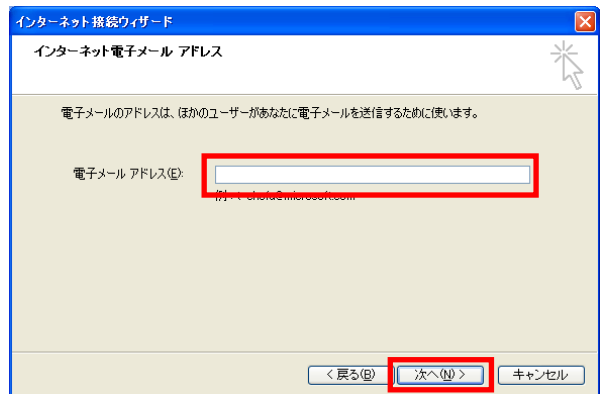 インターネット接続ウィザード
インターネット電子メール アドレス
電子メールのアドレスは、ほかのユーザーがあなたに電子メールを送信するために使います。
電子メール アドレス(E):
microsoft.com
< 戻る(B)
次へ(N) >
キャンセル